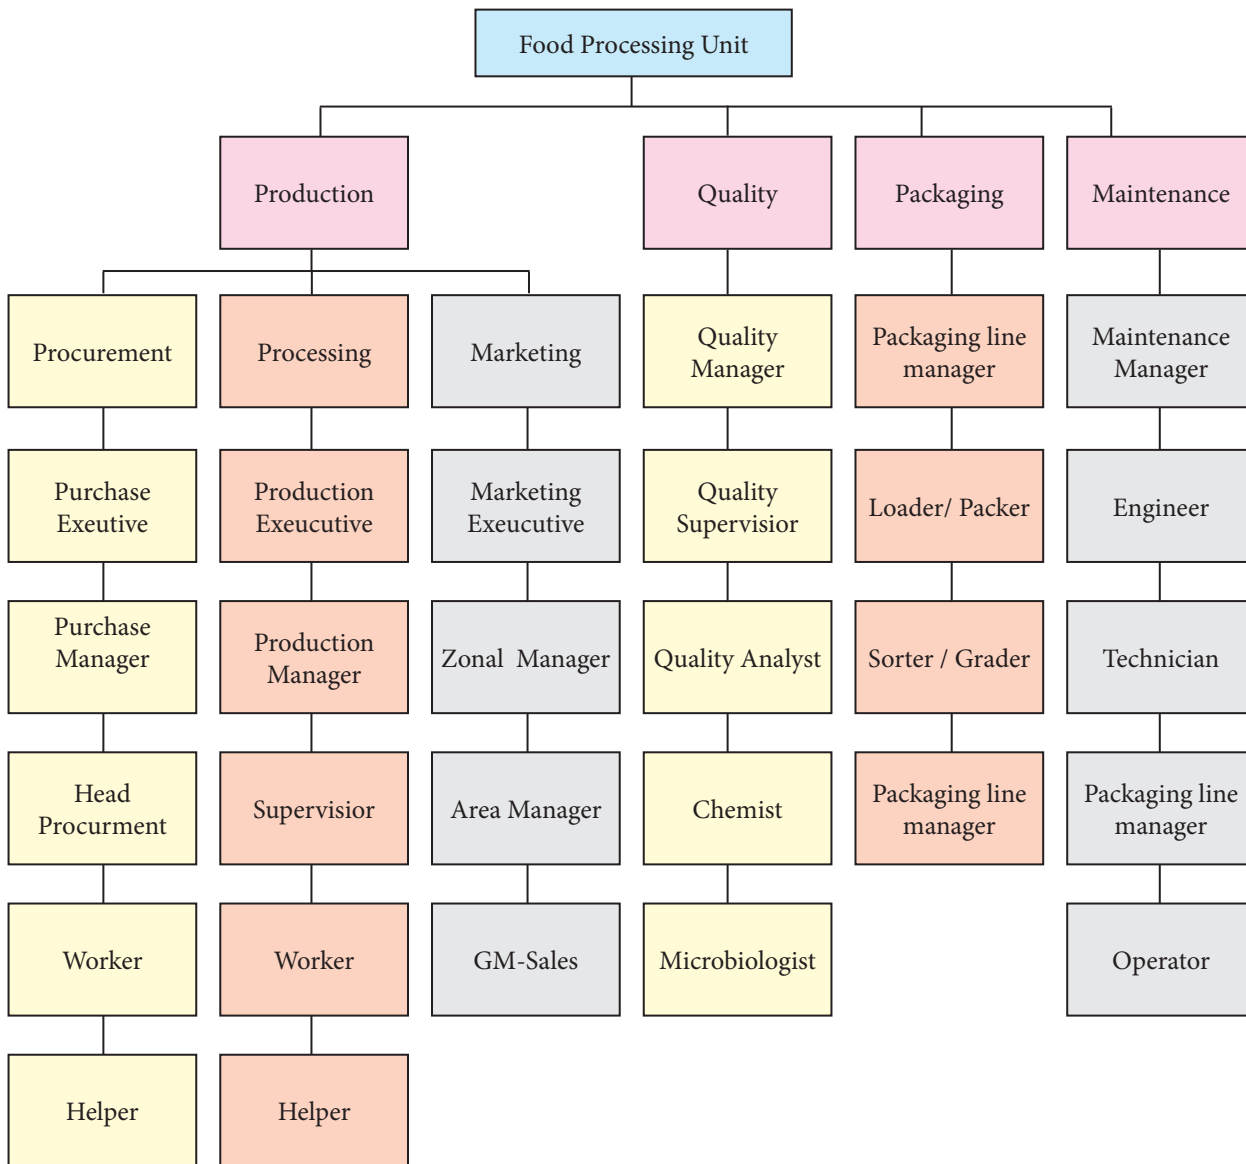 Food Processing Unit
Production
Quality
Packaging
Maintenance
Procurement
Processing
Marketing
Quality
Manager
Packaging line
manager
Maintenance
Manager
Purchase
Exeutive
Production
Exeucutive
Marketing
Exeucutive
Quality
Supervisior
Loader/ Packer
Engineer
Purchase
Manager
Production
Manager
Zonal Manager
Quality Analyst
Sorter / Grader
Technician
Head
Procurment
Supervisior
Area Manager
Chemist
Packaging line
manager
Packaging line
manager
Worker
Worker
GM-Sales
Microbiologist
Operator
Helper
Helper